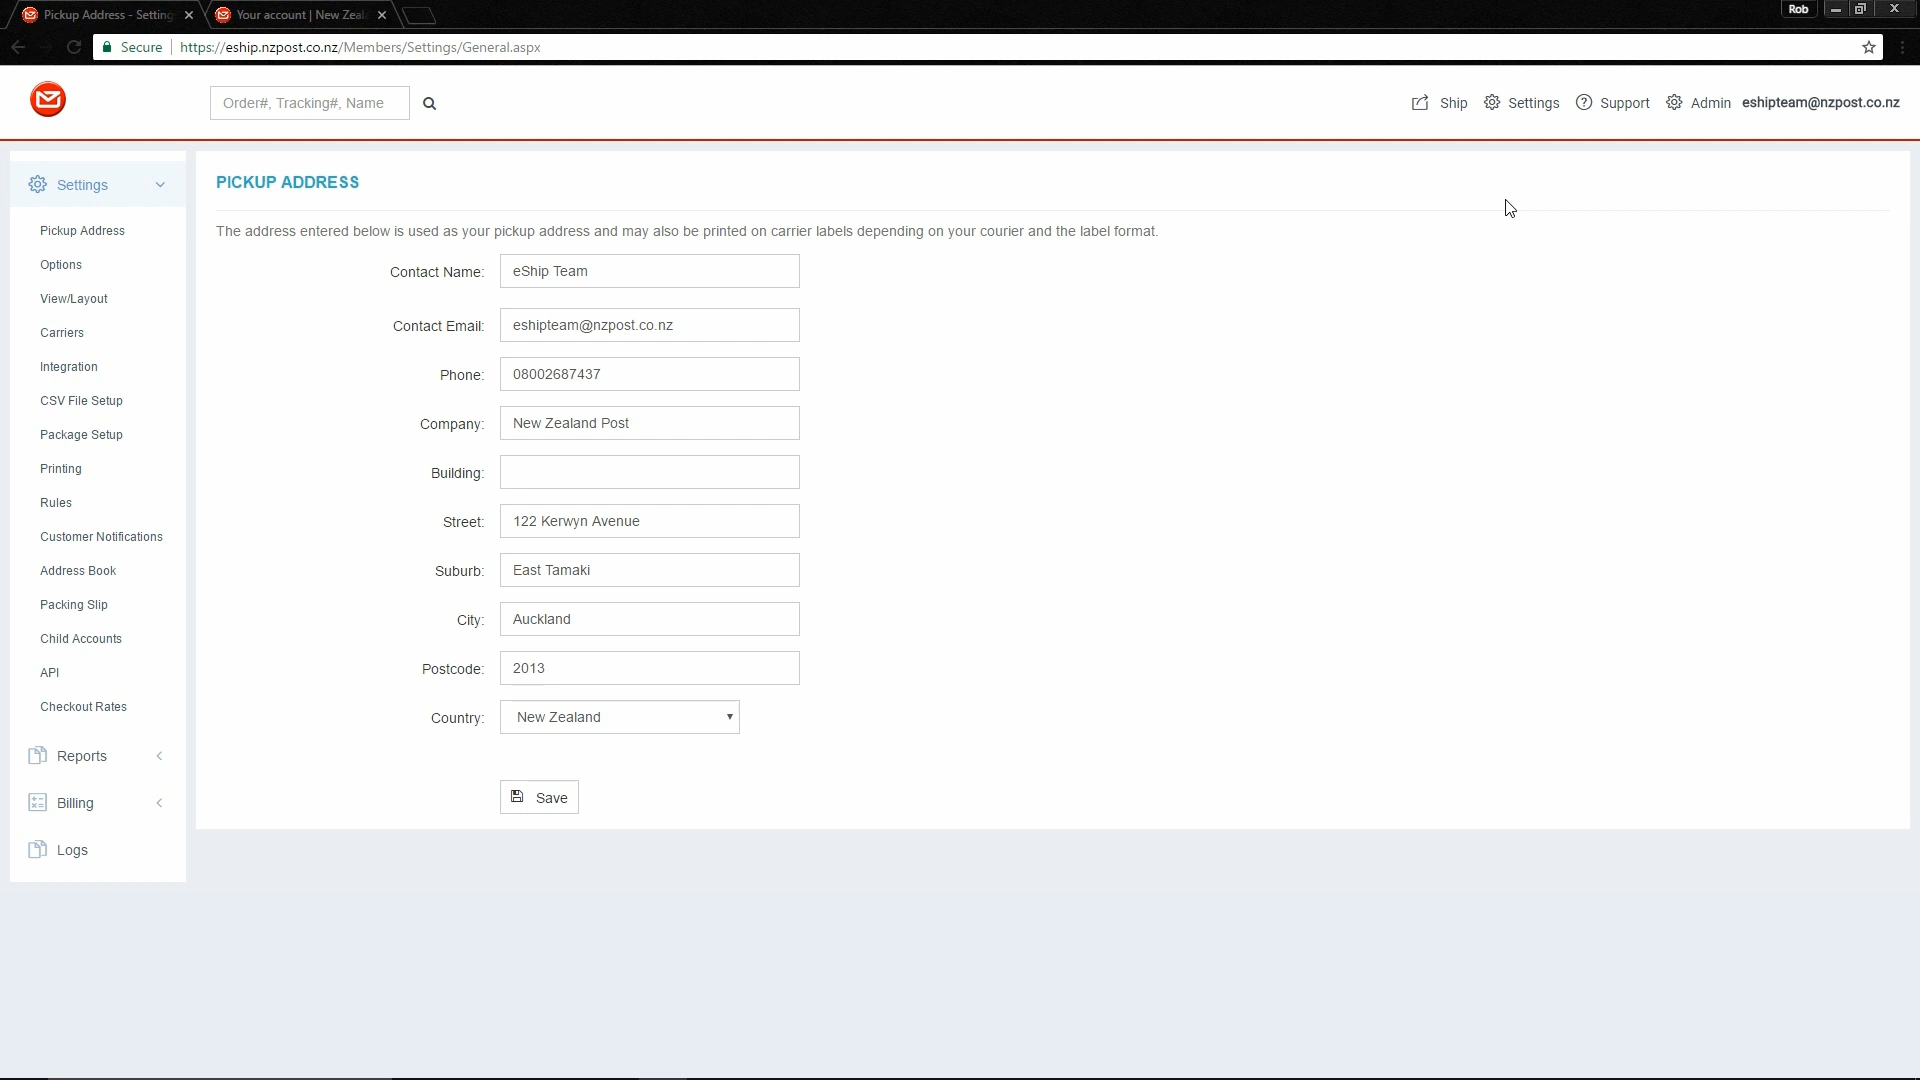 Pickup Address - Setting
Your account | New Zeal
Rob
Secure
https://eship.nzpost.co.nz/Members/Settings/General.aspx
Order#, Tracking#, Name
Ship
Settings
Support
Admin
eshipteam@nzpost.co.nz
Settings
Pickup Address
Options
View/Layout
Carriers
Integration
CSV File Setup
Package Setup
Printing
Rules
Customer Notifications
Address Book
Packing Slip
Child Accounts
API
Checkout Rates
Reports
Billing
Logs
PICKUP ADDRESS
The address entered below is used as your pickup address and may also be printed on carrier labels depending on your courier and the label format.
Contact Name: eShip Team
Contact Email: eshipteam@nzpost.co.nz
Phone: 08002687437
Company: New Zealand Post
Building:
Street: 122 Kerwyn Avenue
Suburb: East Tamaki
City: Auckland
Postcode: 2013
Country: New Zealand
Save